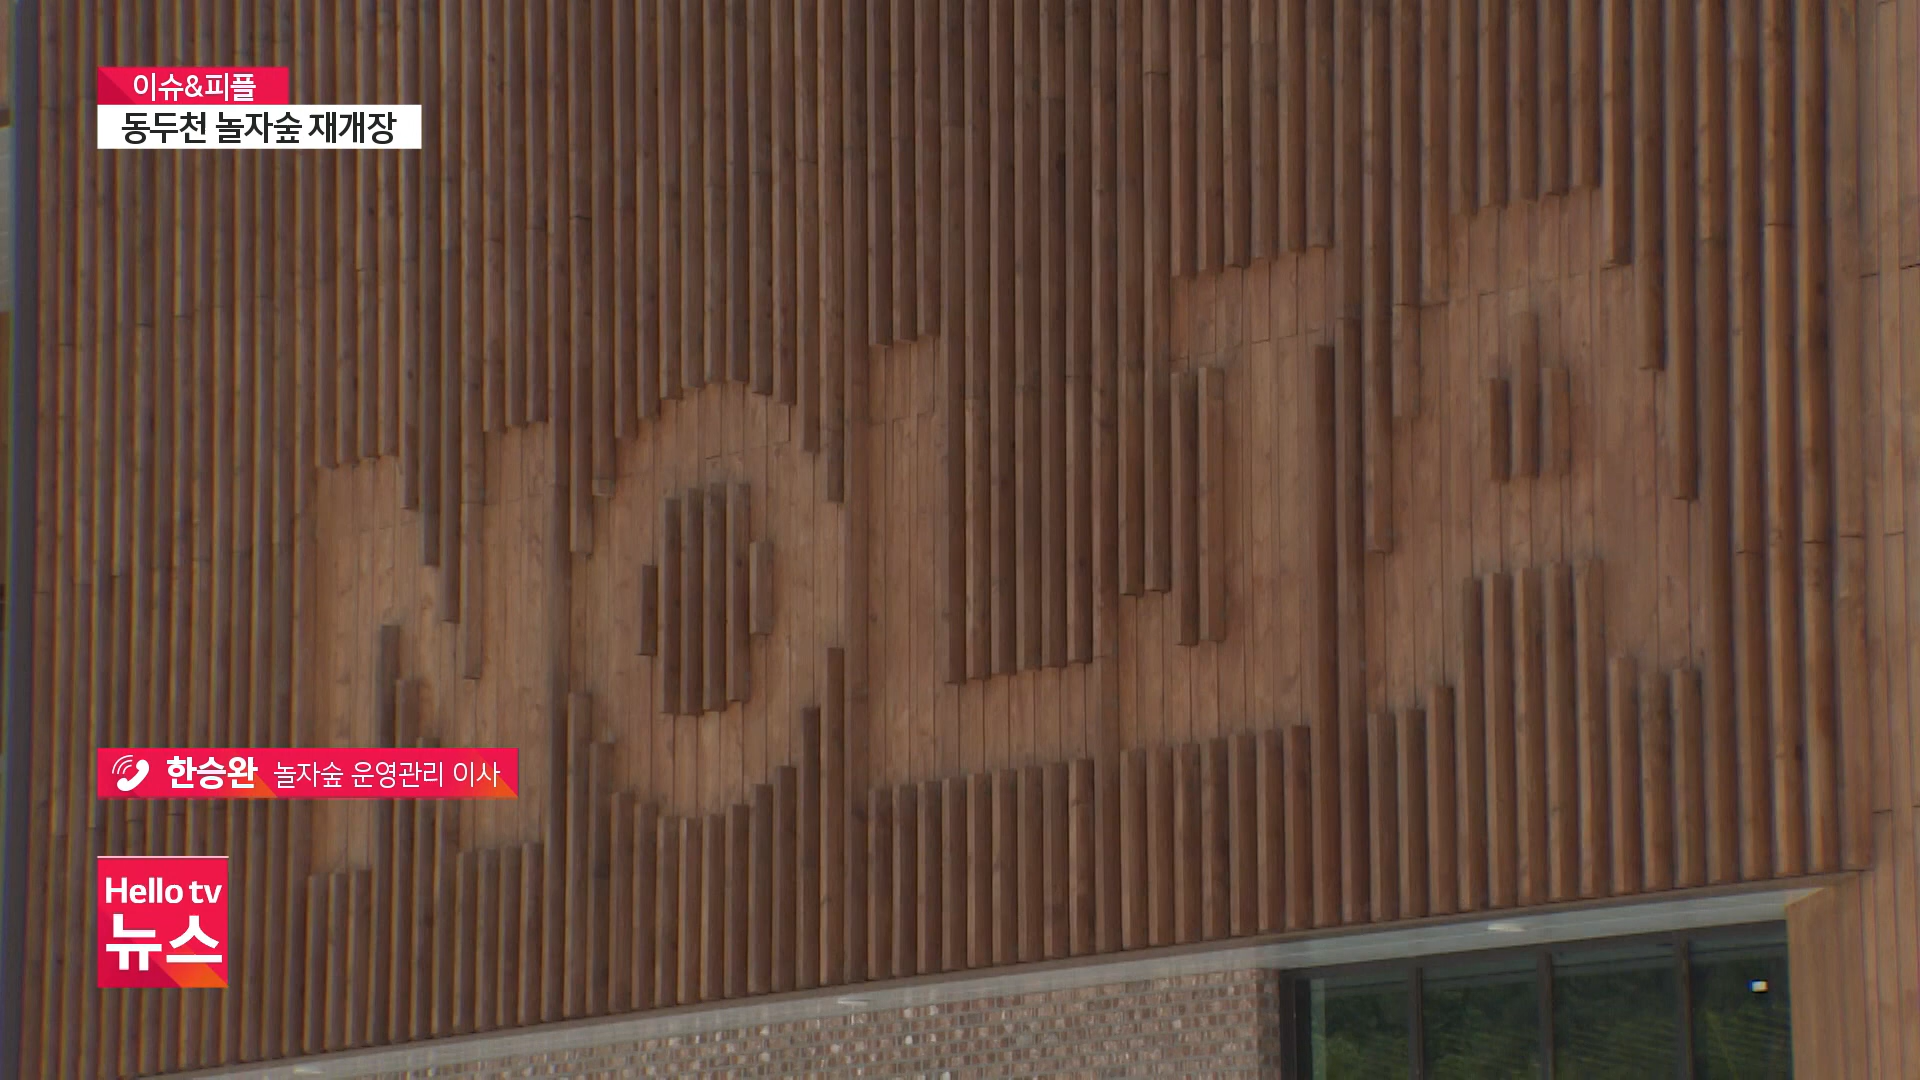 이슈&피플
동두천 놀자숲 재개장
NOLJA
한승완 놀자숲 운영관리 이사
Hello tv
뉴스